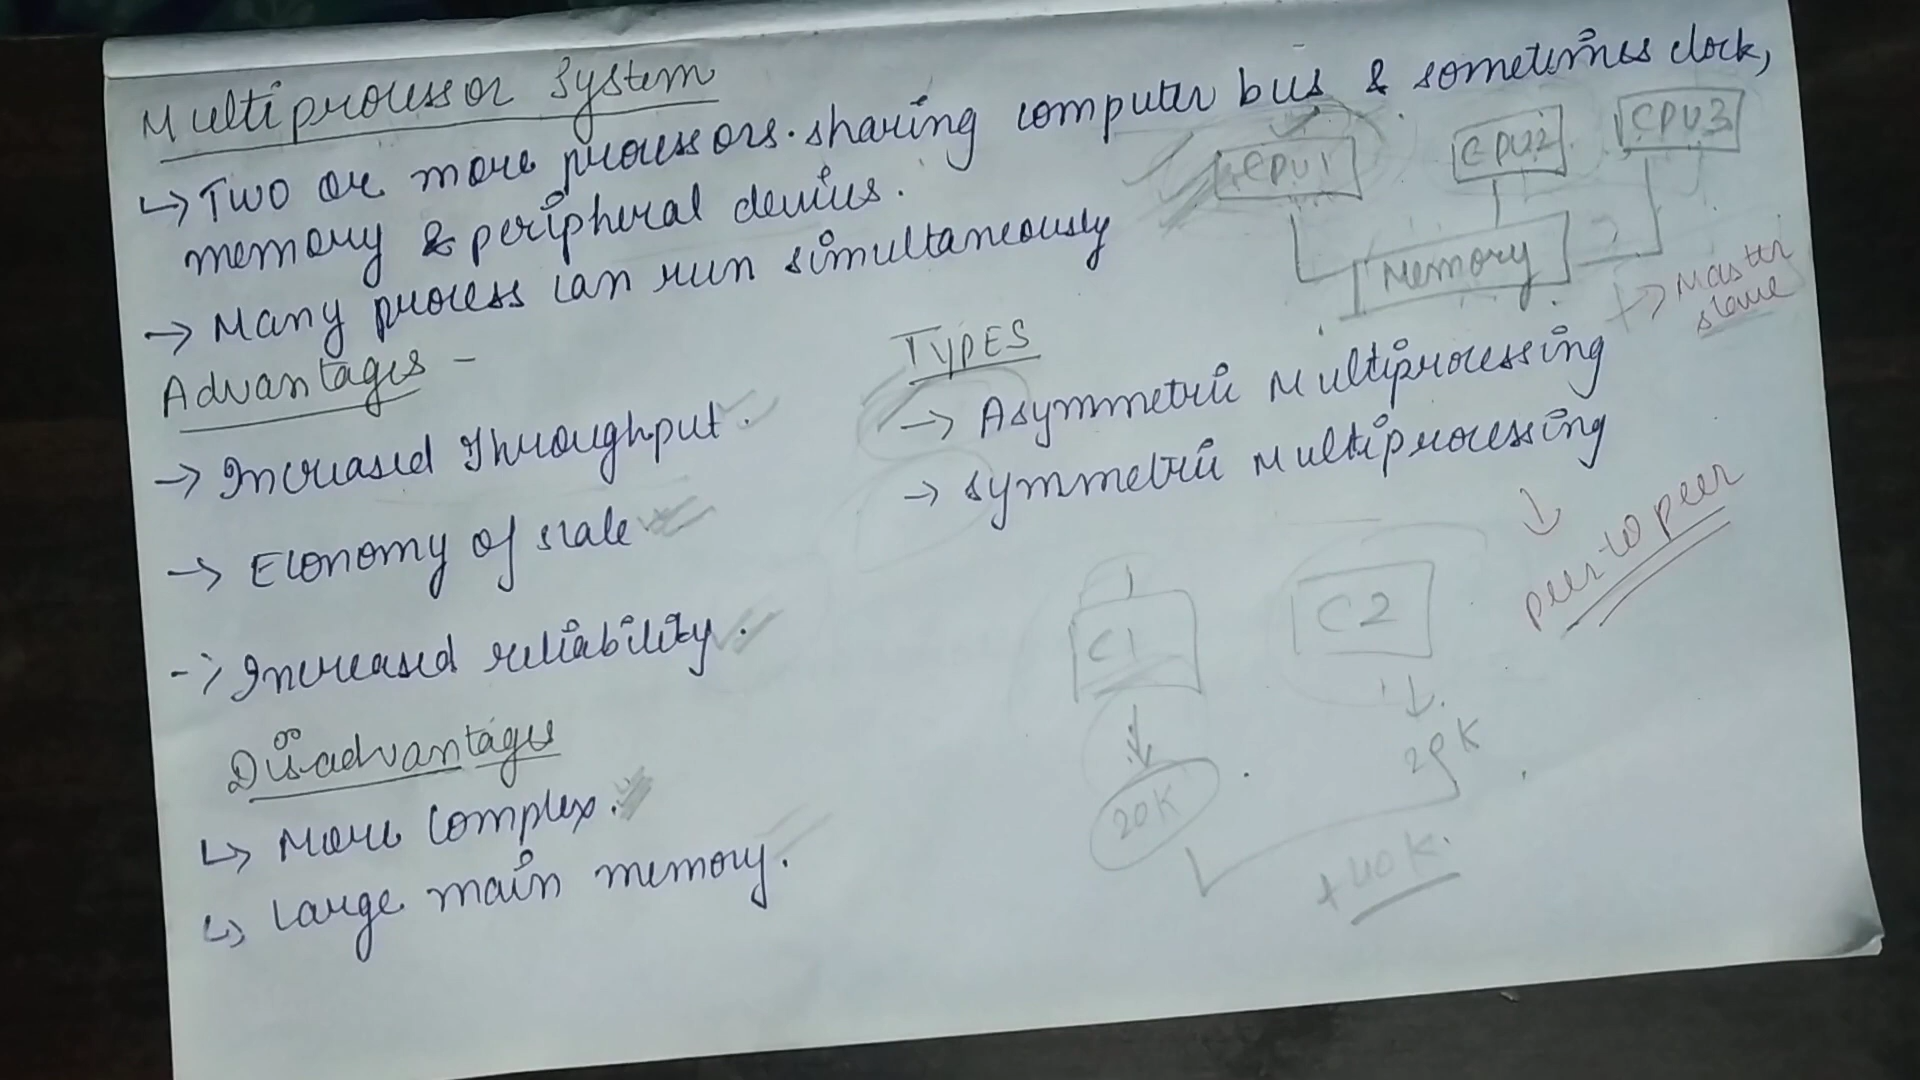 Multiprocessor System
↳ Two or more processors. sharing computer bus & sometimes clock,
memory & peripheral devices.
→ Many process can run simultaneously
CPU1
CPU2
CPU3
Memory
Advantages -
→ Increased Throughput.
→ Economy of scale
→ Increased reliability.
Disadvantages
↳ More Complex.
↳ Large main memory.
TYPES
→ Asymmetric Multiprocessing
→ Master
slave
→ Symmetric Multiprocessing
↓
peer-to peer
C1
C2
↓
↓
20K
40K.